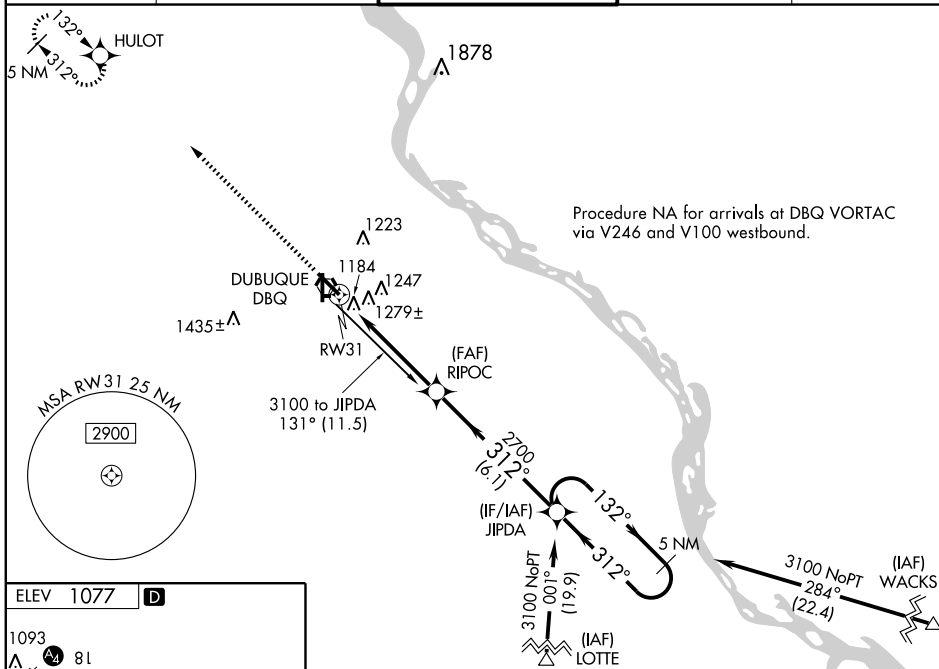 132°
HULOT
312°
5 NM
1878
Procedure NA for arrivals at DBQ VORTAC
via V246 and V100 westbound.
1223
1184
DUBUQUE
DBQ
1247
1279±
1435±
RW31
(FAF)
RIPOC
MSA RW31 25 NM
2900
3100 to JIPDA
131° (11.5)
2700
312°
(6.1)
(IF/IAF)
JIPDA
132°
312°
5 NM
3100 NoPT
284°
(22.4)
(IAF)
WACKS
3100 NoPT
001°
(19.9)
(IAF)
LOTTE
ELEV 1077 D
1093
A4
18